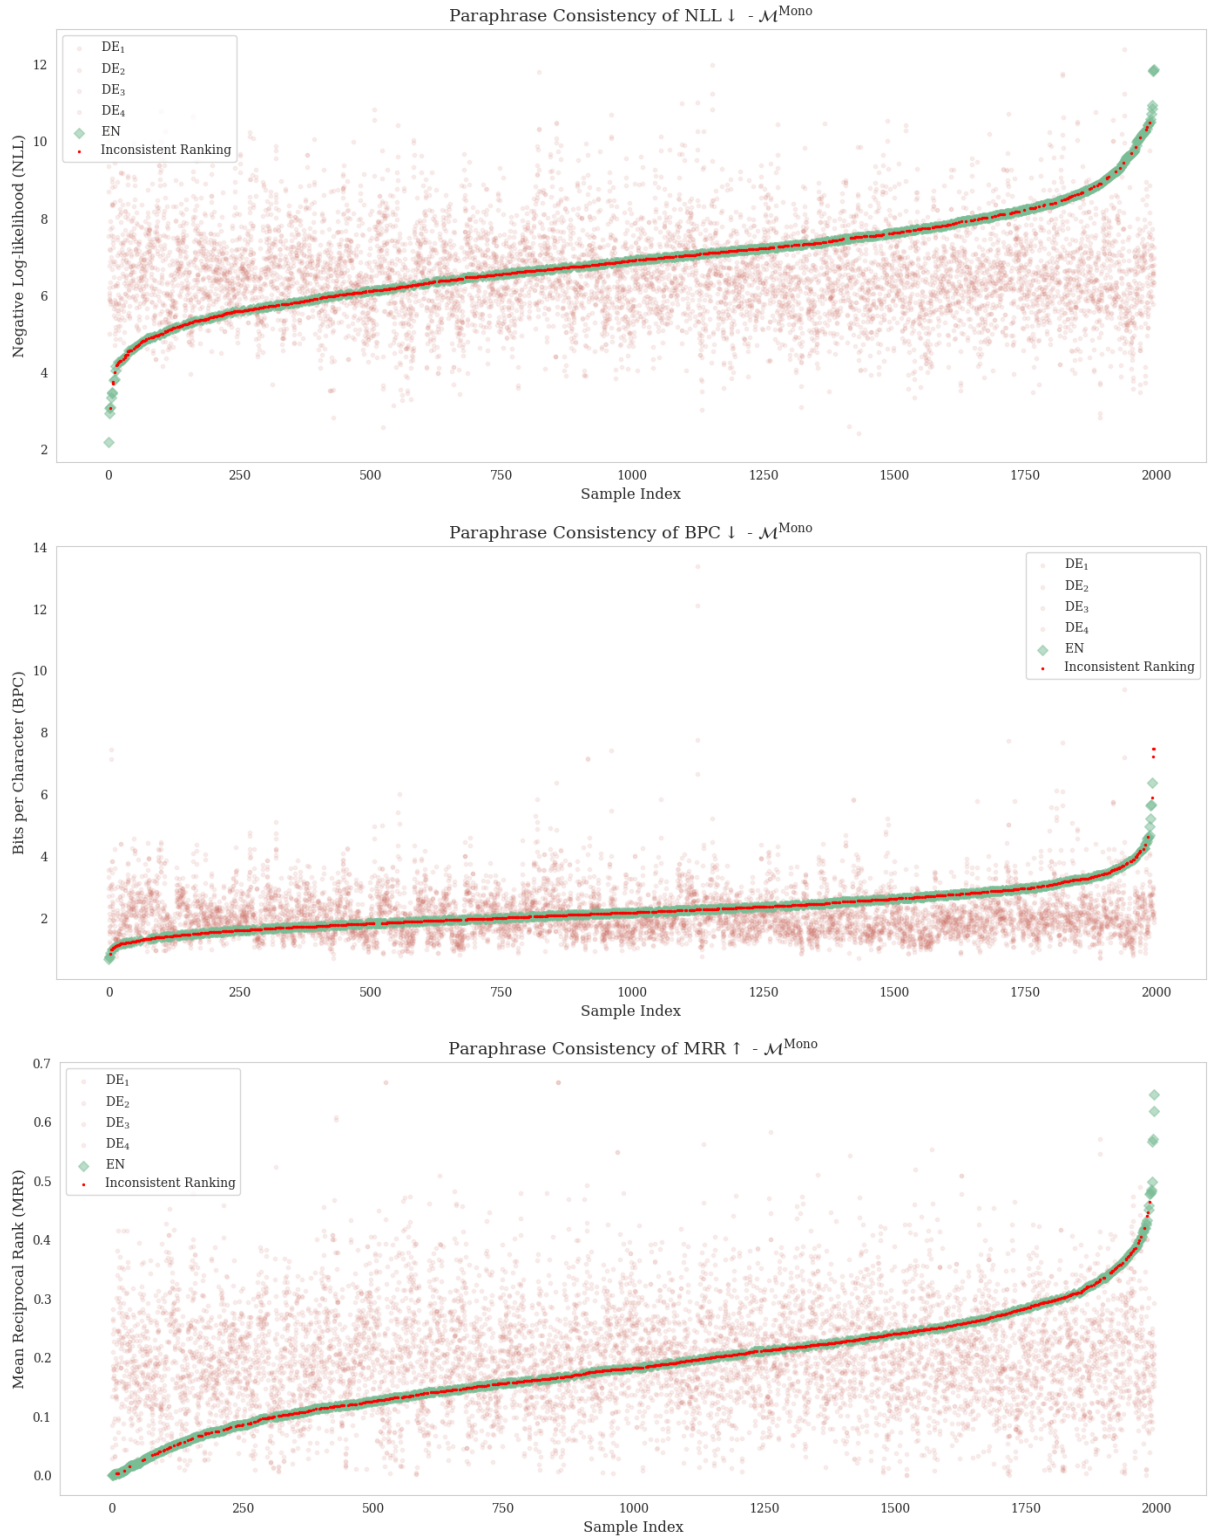 Paraphrase Consistency of NLL ↓ - 𝓜^Mono
DE₁
DE₂
DE₃
DE₄
EN
Inconsistent Ranking
Negative Log-likelihood (NLL)
12
10
8
6
4
2
0 250 500 750 1000 1250 1500 1750 2000
Sample Index
Paraphrase Consistency of BPC ↓ - 𝓜^Mono
DE₁
DE₂
DE₃
DE₄
EN
Inconsistent Ranking
Bits per Character (BPC)
14
12
10
8
6
4
2
0 250 500 750 1000 1250 1500 1750 2000
Sample Index
Paraphrase Consistency of MRR ↑ - 𝓜^Mono
DE₁
DE₂
DE₃
DE₄
EN
Inconsistent Ranking
Mean Reciprocal Rank (MRR)
0.7
0.6
0.5
0.4
0.3
0.2
0.1
0.0
0 250 500 750 1000 1250 1500 1750 2000
Sample Index